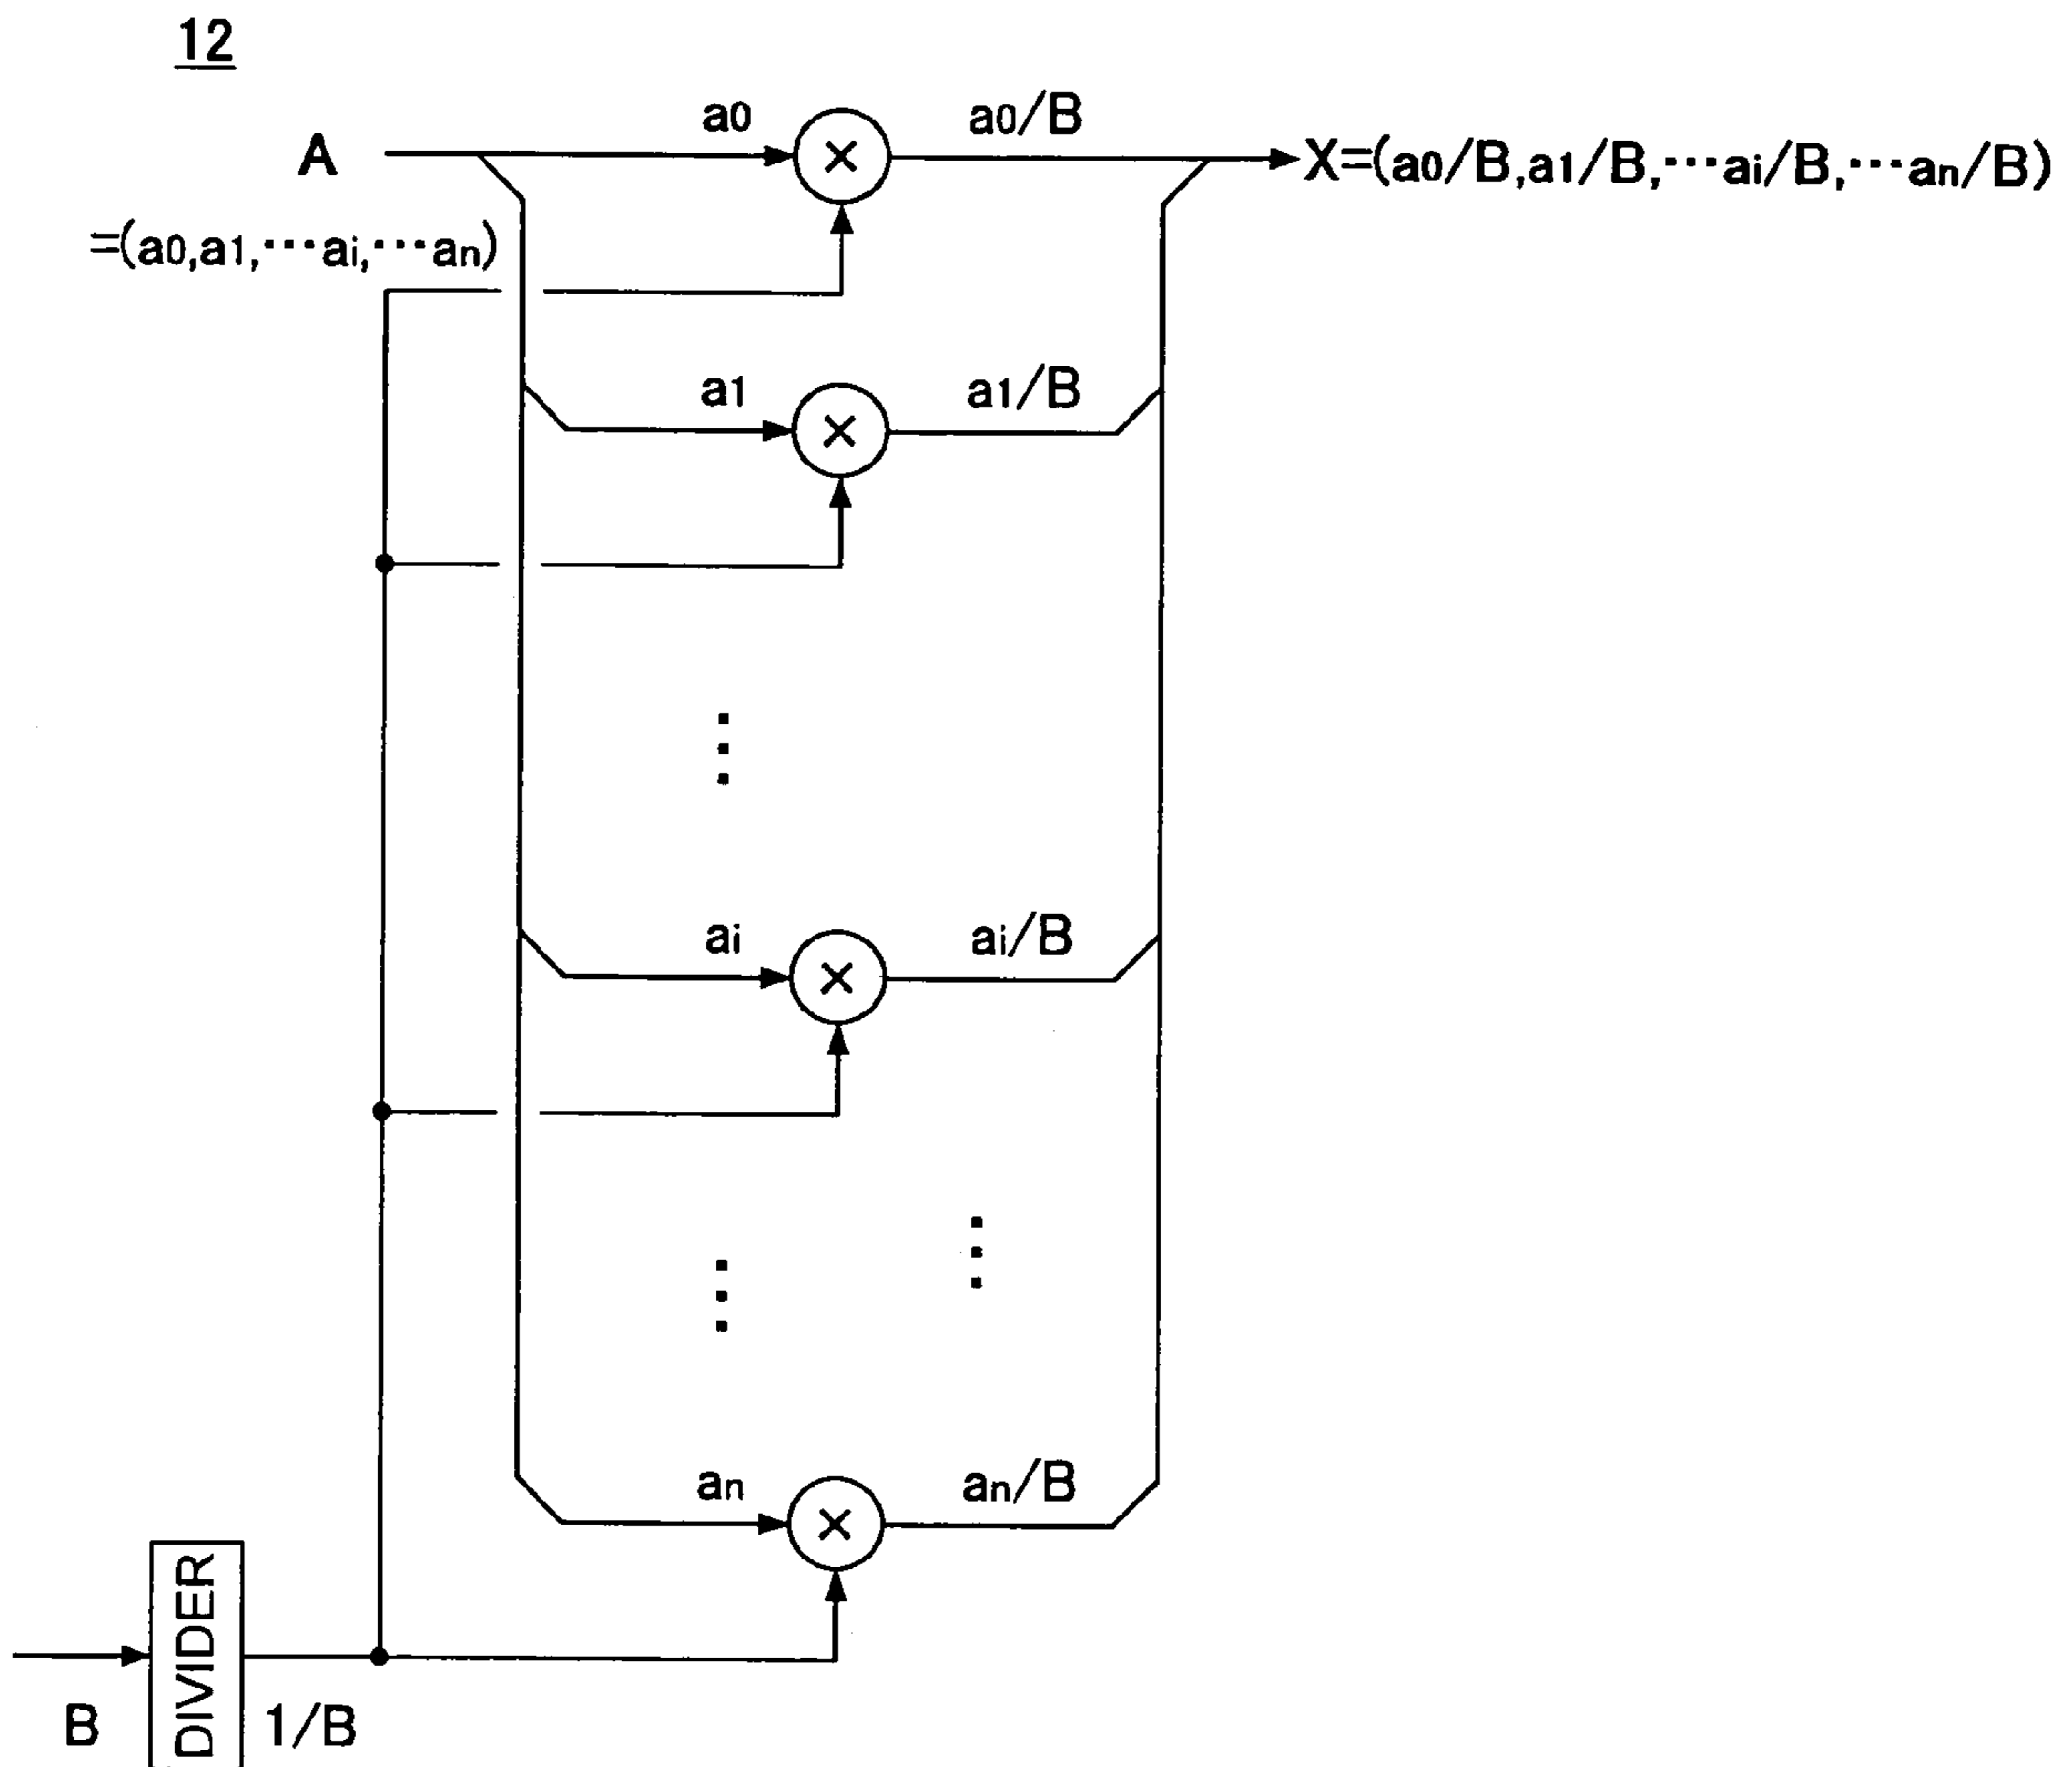 12
A
=(a0,a1,···ai,···an)
a0
a0/B
X=(a0/B,a1/B,···ai/B,···an/B)
a1
a1/B
ai
ai/B
an
an/B
B
DIVIDER
1/B